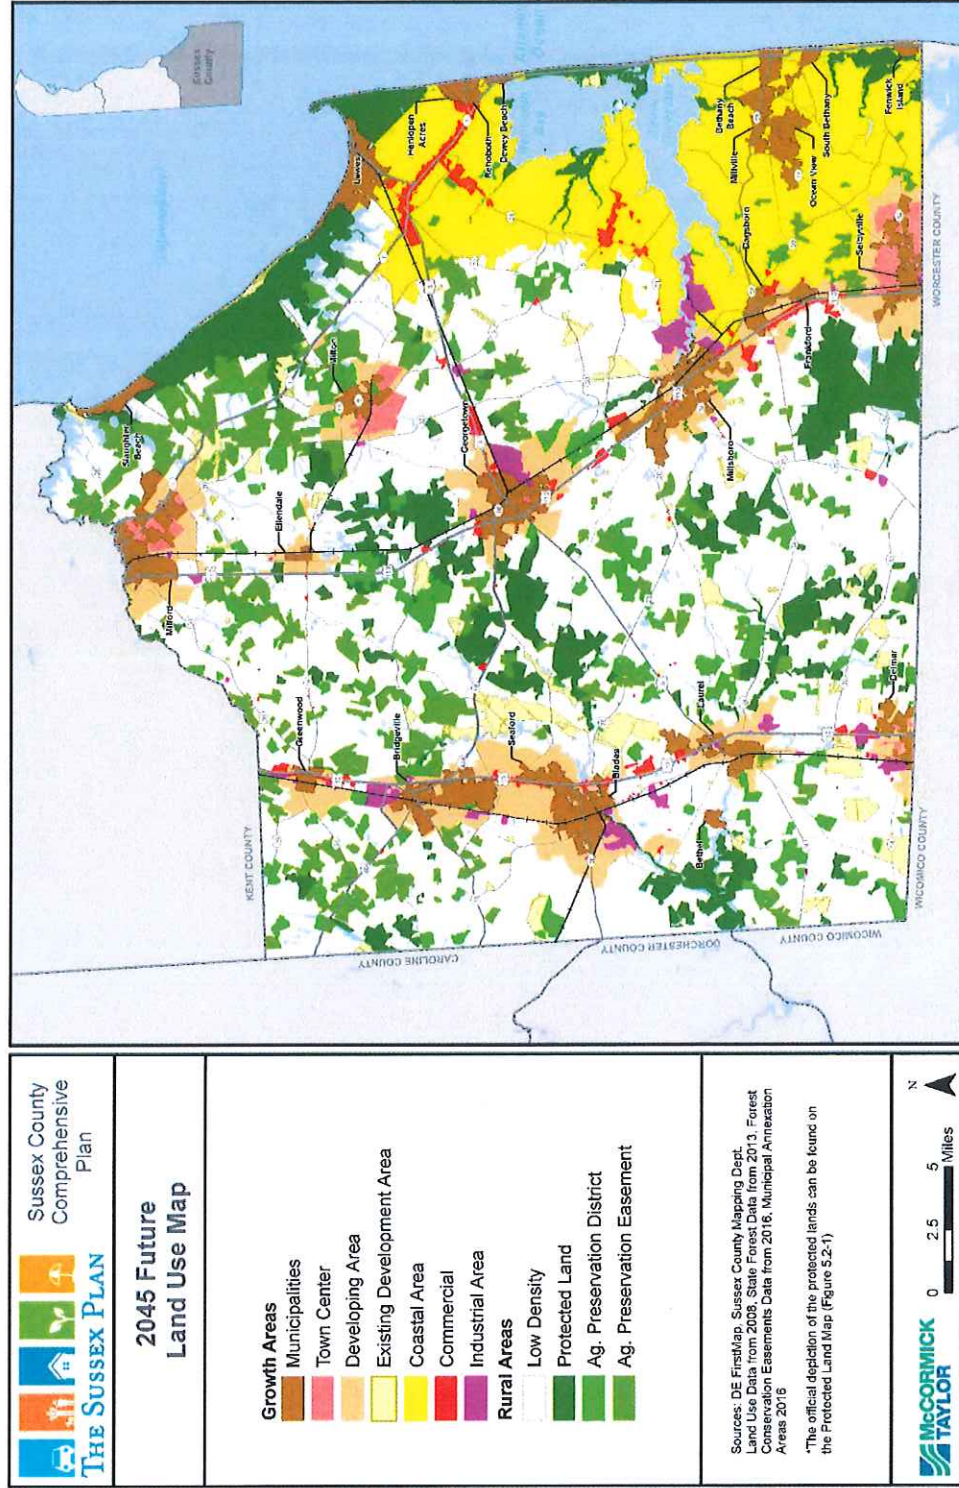 Sussex County
Comprehensive
Plan
THE SUSSEX PLAN
2045 Future
Land Use Map
Growth Areas
Municipalities
Town Center
Developing Area
Existing Development Area
Coastal Area
Commercial
Industrial Area
Rural Areas
Low Density
Protected Land
Ag. Preservation District
Ag. Preservation Easement
Sources: DE FirstMap, Sussex County Mapping Dept.
Land Use Data from 2008, State Forest Data from 2013, Forest
Conservation Easements Data from 2016, Municipal Annexation
Areas 2016
*The official depiction of the protected lands can be found on
the Protected Land Map (Figure 5.2-1)
McCORMICK
TAYLOR
0 2.5 5
Miles
N
Sussex
County
KENT COUNTY
CAROLINE COUNTY
DORCHESTER COUNTY
WICOMICO COUNTY
WICOMICO COUNTY
WORCESTER COUNTY
Slaughter
Beach
Milford
Ellendale
Milton
Lewes
Henlopen
Acres
Rehoboth
Dewey Beach
Greenwood
Bridgeville
Georgetown
Seaford
Blades
Laurel
Bethel
Delmar
Millsboro
Dagsboro
Frankford
Selbyville
Millville
Bethany
Beach
Ocean View
South Bethany
Fenwick
Island